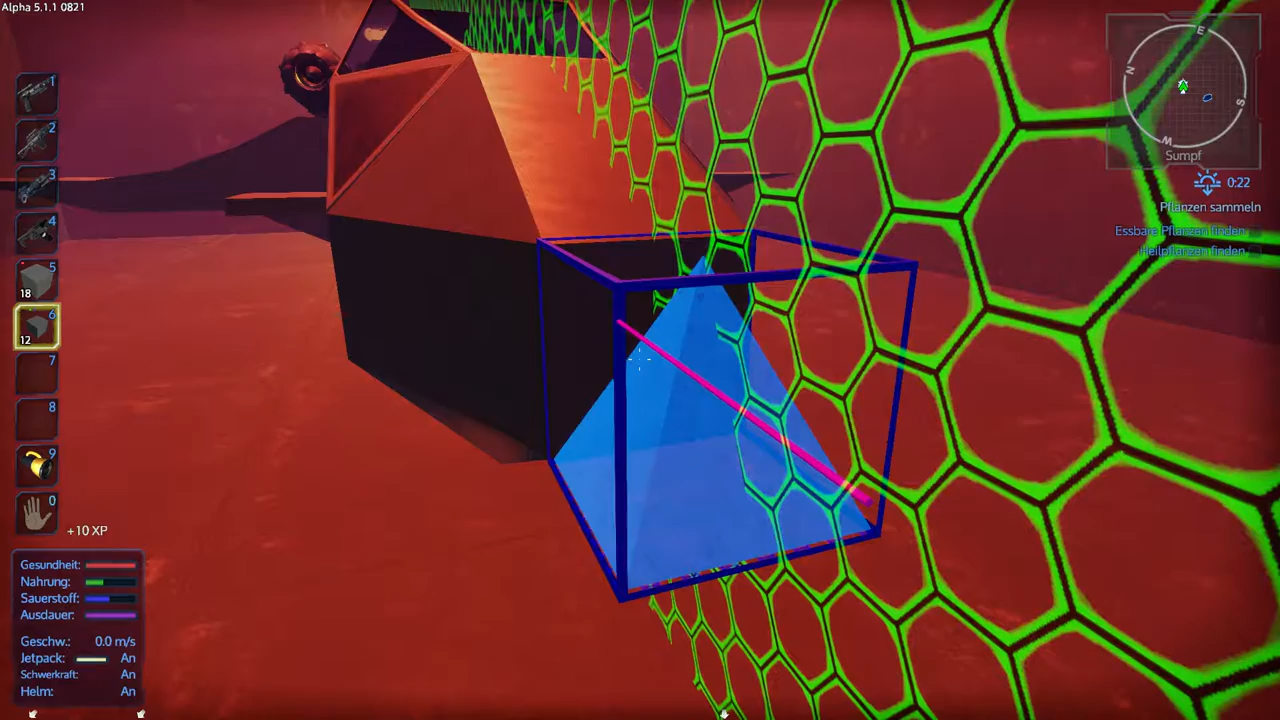 Alpha 5.1.1 0821
E
N
S
W
Sumpf
0:22
Pflanzen sammeln
Essbare Pflanzen finden
Heilpflanzen finden
1
2
3
4
5
18
6
12
7
8
9
0
+10 XP
Gesundheit:
Nahrung:
Sauerstoff:
Ausdauer:
Geschw.: 0.0 m/s
Jetpack: An
Schwerkraft: An
Helm: An